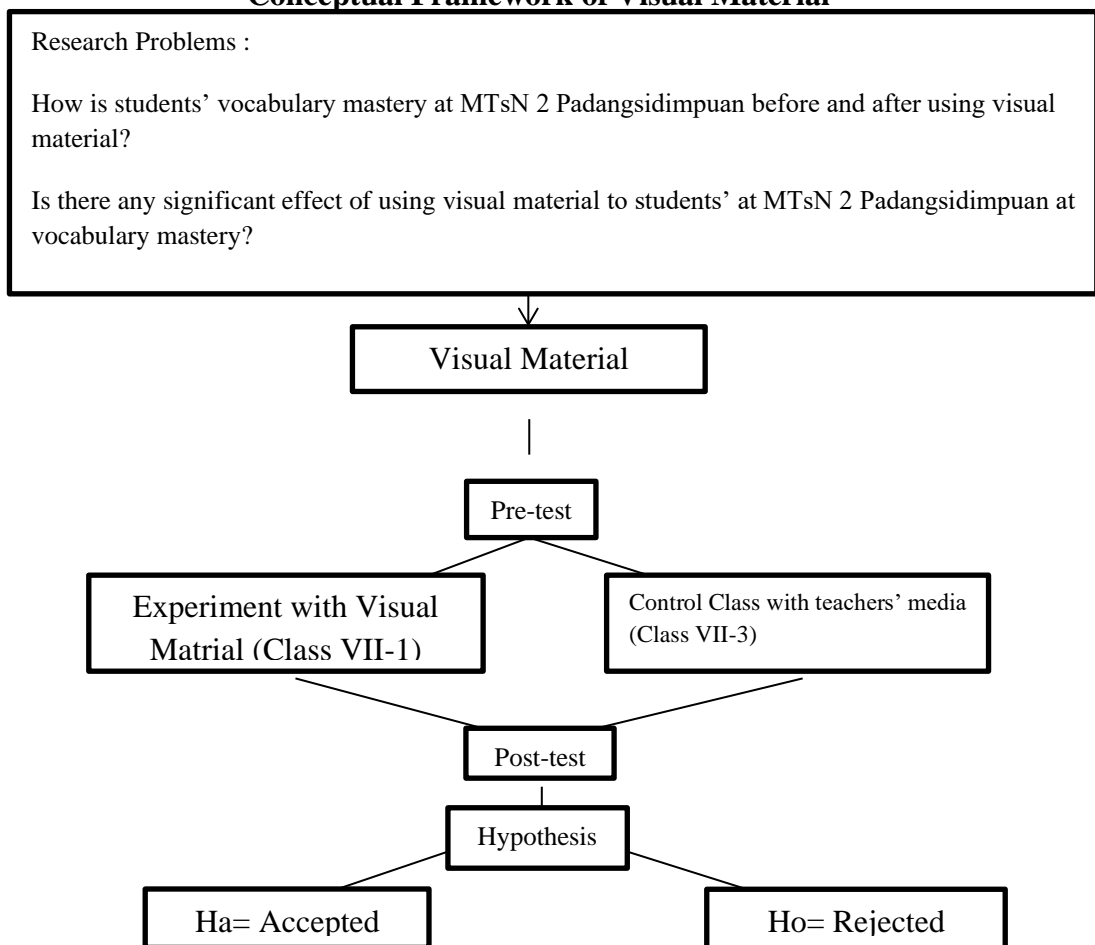 Conceptual Framework of Visual Material
Research Problems :
How is students’ vocabulary mastery at MTsN 2 Padangsidimpuan before and after using visual
material?
Is there any significant effect of using visual material to students’ at MTsN 2 Padangsidimpuan at
vocabulary mastery?
Visual Material
Pre-test
Experiment with Visual
Matrial (Class VII-1)
Control Class with teachers’ media
(Class VII-3)
Post-test
Hypothesis
Ha= Accepted
Ho= Rejected